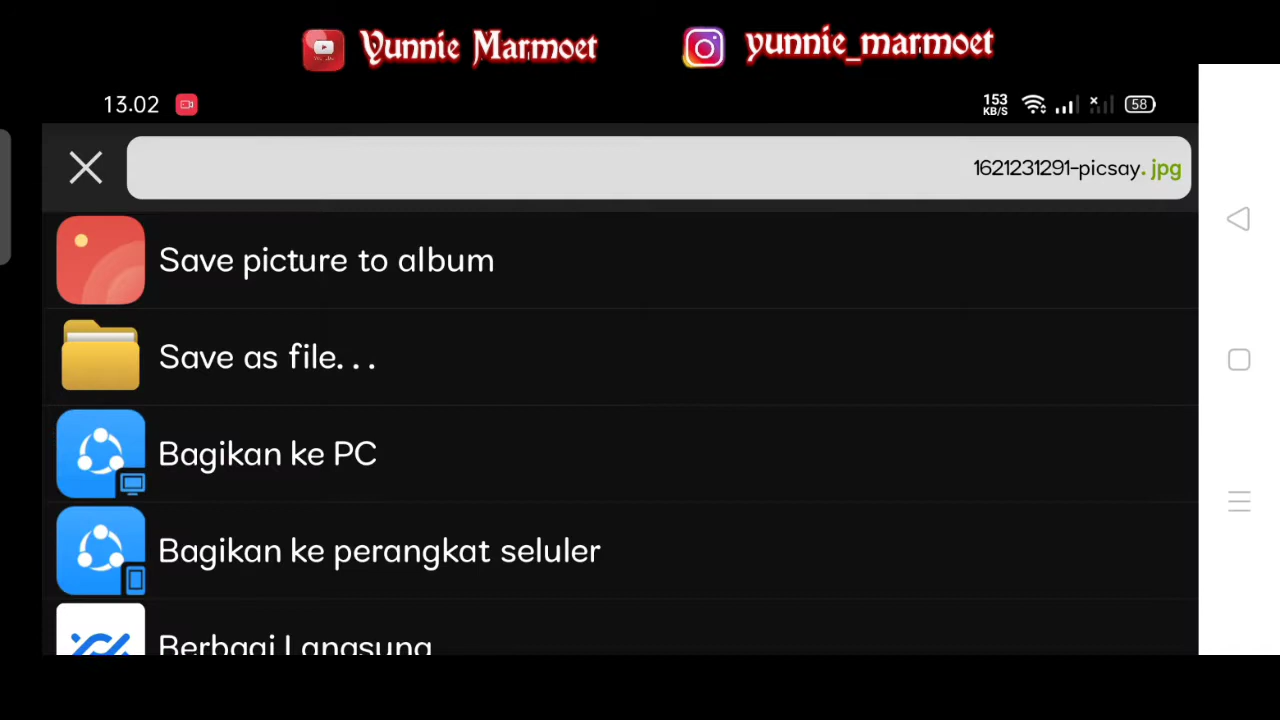 Yunnie Marmoet
yunnie_marmoet
13.02
153
KB/S
58
1621231291-picsay.jpg
Save picture to album
Save as file...
Bagikan ke PC
Bagikan ke perangkat seluler
Berbagi Langsung